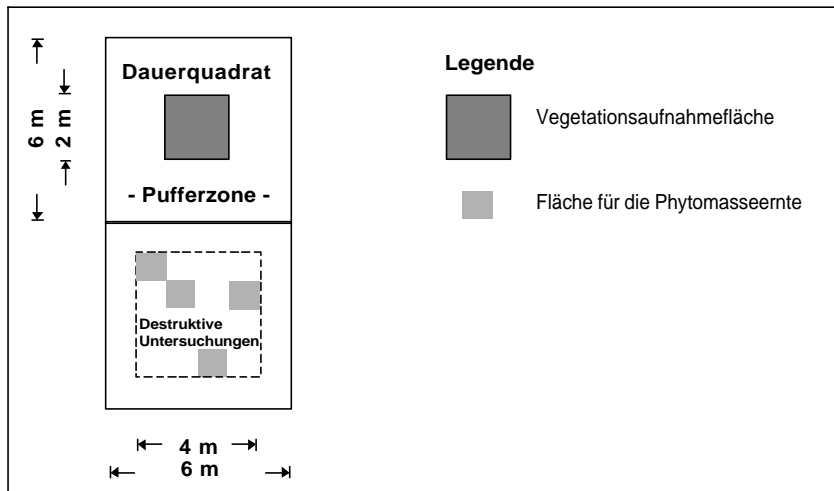 Dauerquadrat
6 m
2 m
- Pufferzone -
Destruktive
Untersuchungen
4 m
6 m
Legende
Vegetationsaufnahmefläche
Fläche für die Phytomasseernte